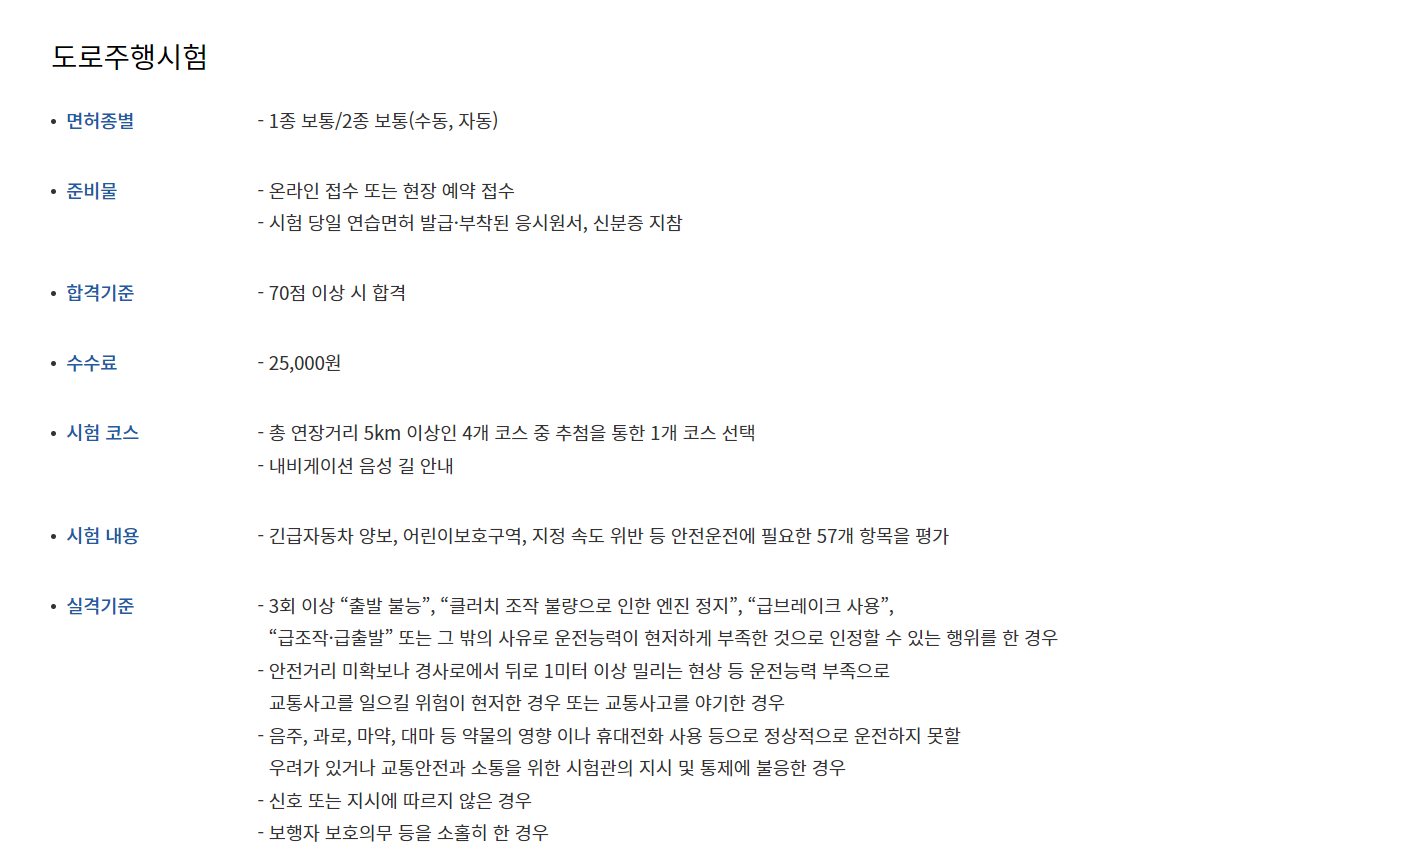 도로주행시험
• 면허종별 - 1종 보통/2종 보통(수동, 자동)
• 준비물 - 온라인 접수 또는 현장 예약 접수
- 시험 당일 연습면허 발급·부착된 응시원서, 신분증 지참
• 합격기준 - 70점 이상 시 합격
• 수수료 - 25,000원
• 시험 코스 - 총 연장거리 5km 이상인 4개 코스 중 추첨을 통한 1개 코스 선택
- 내비게이션 음성 길 안내
• 시험 내용 - 긴급자동차 양보, 어린이보호구역, 지정 속도 위반 등 안전운전에 필요한 57개 항목을 평가
• 실격기준 - 3회 이상 “출발 불능”, “클러치 조작 불량으로 인한 엔진 정지”, “급브레이크 사용”,
“급조작·급출발” 또는 그 밖의 사유로 운전능력이 현저하게 부족한 것으로 인정할 수 있는 행위를 한 경우
- 안전거리 미확보나 경사로에서 뒤로 1미터 이상 밀리는 현상 등 운전능력 부족으로
교통사고를 일으킬 위험이 현저한 경우 또는 교통사고를 야기한 경우
- 음주, 과로, 마약, 대마 등 약물의 영향 이나 휴대전화 사용 등으로 정상적으로 운전하지 못할
우려가 있거나 교통안전과 소통을 위한 시험관의 지시 및 통제에 불응한 경우
- 신호 또는 지시에 따르지 않은 경우
- 보행자 보호의무 등을 소홀히 한 경우